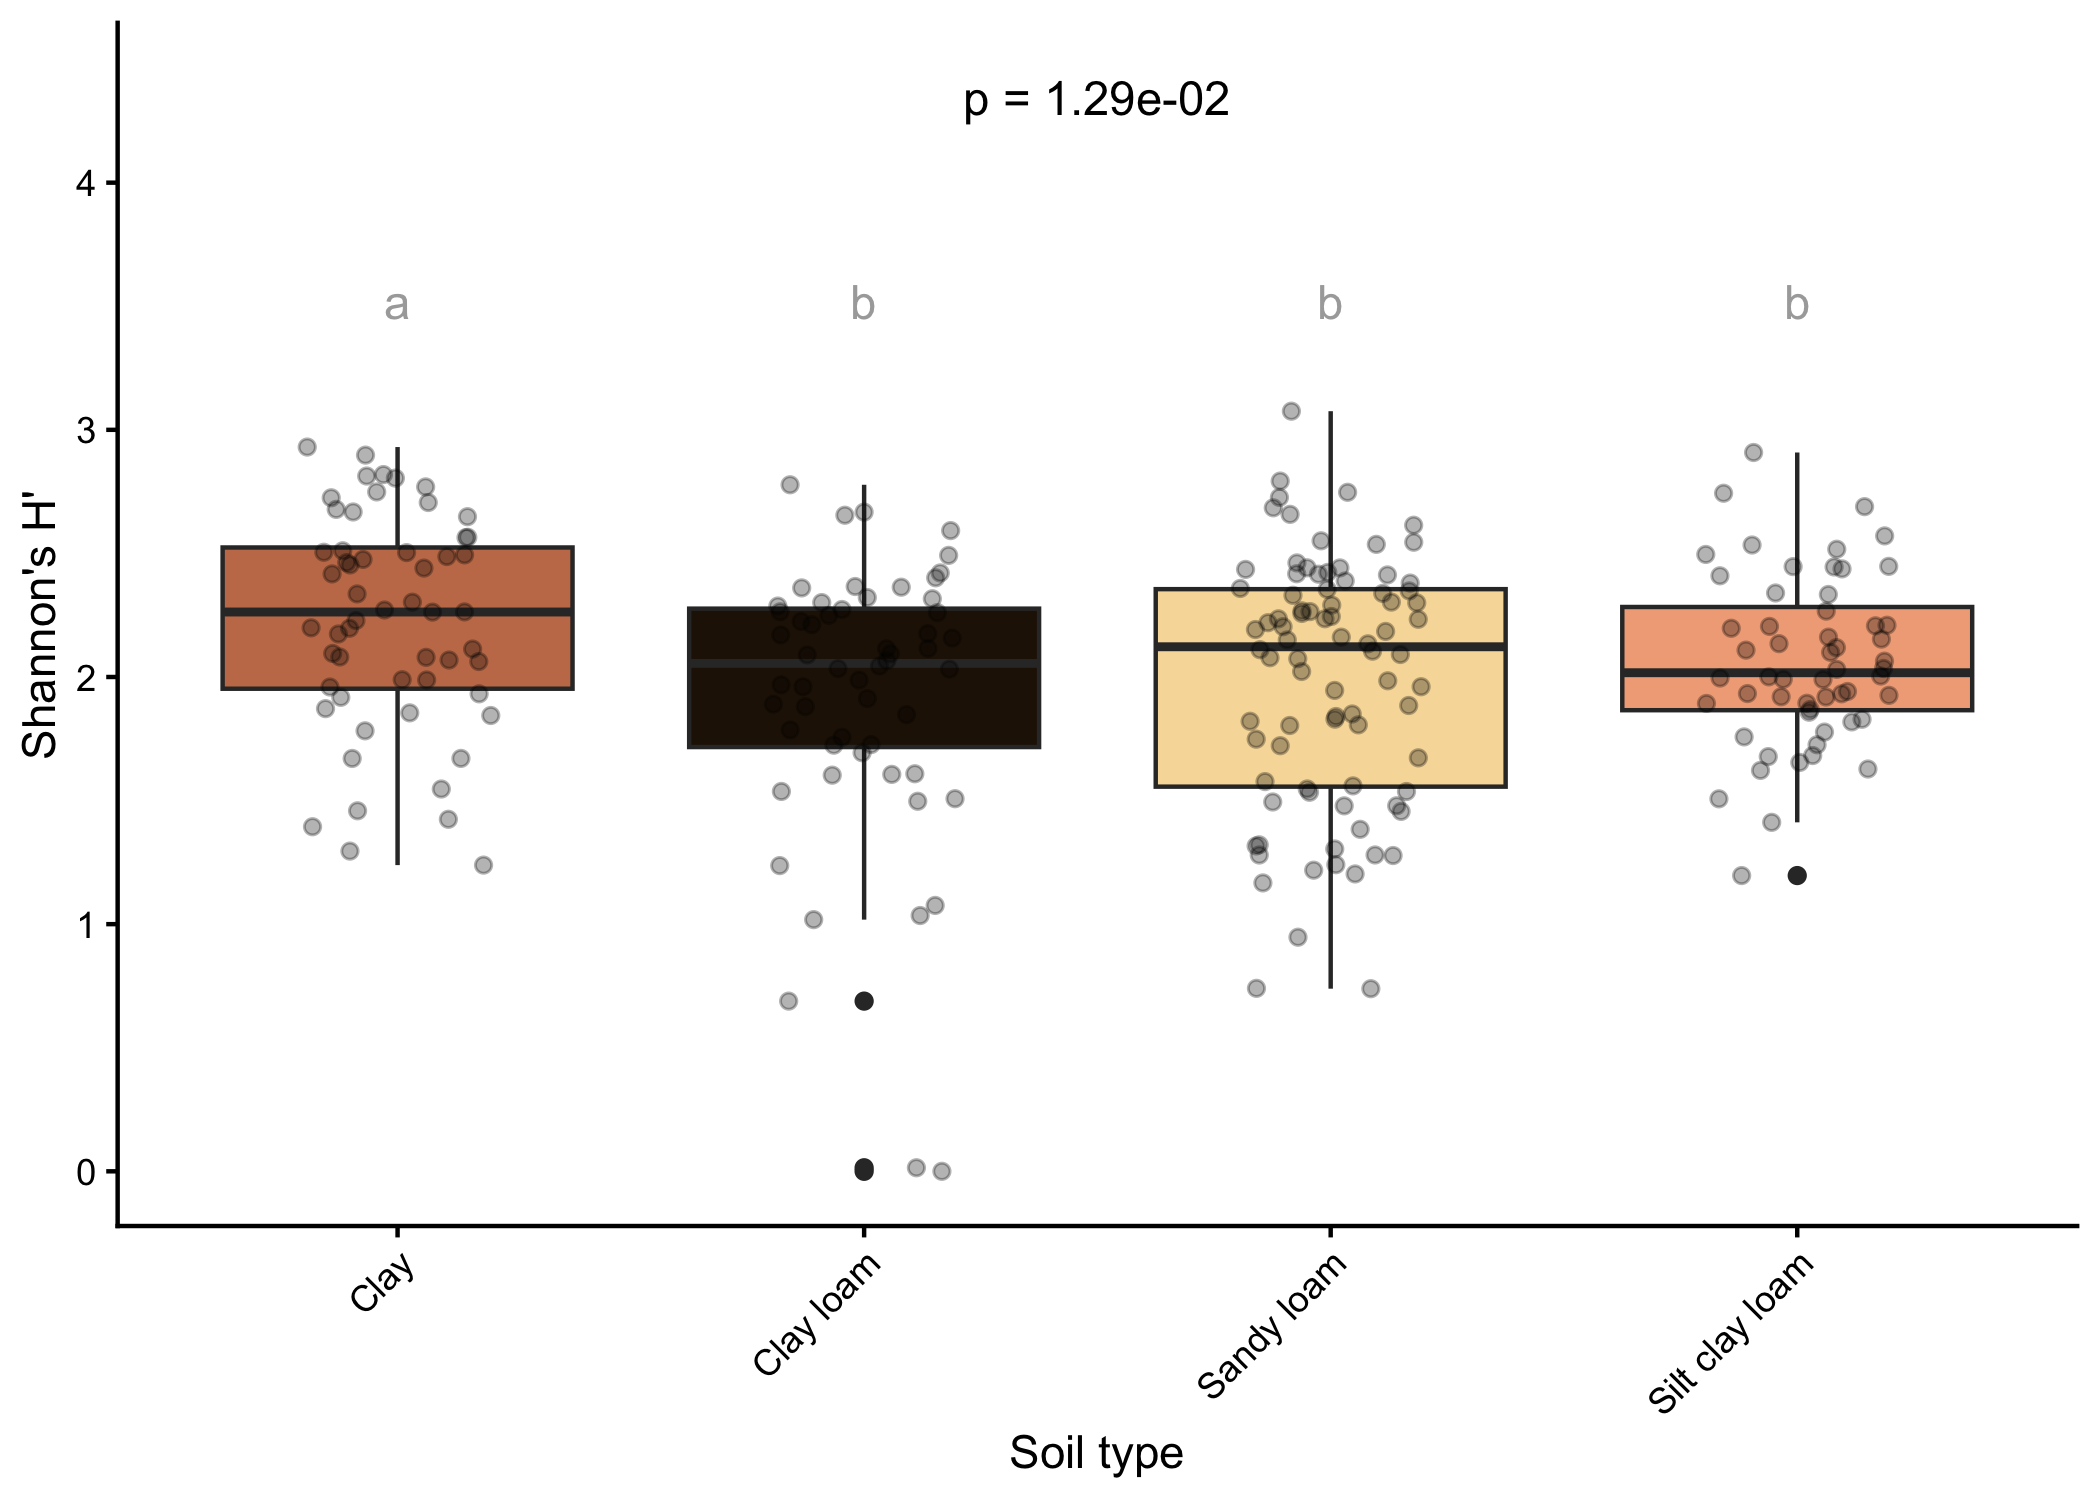 p = 1.29e-02
4
a b b b
3
2
1
0
Shannon's H'
Clay
Clay loam
Sandy loam
Silt clay loam
Soil type